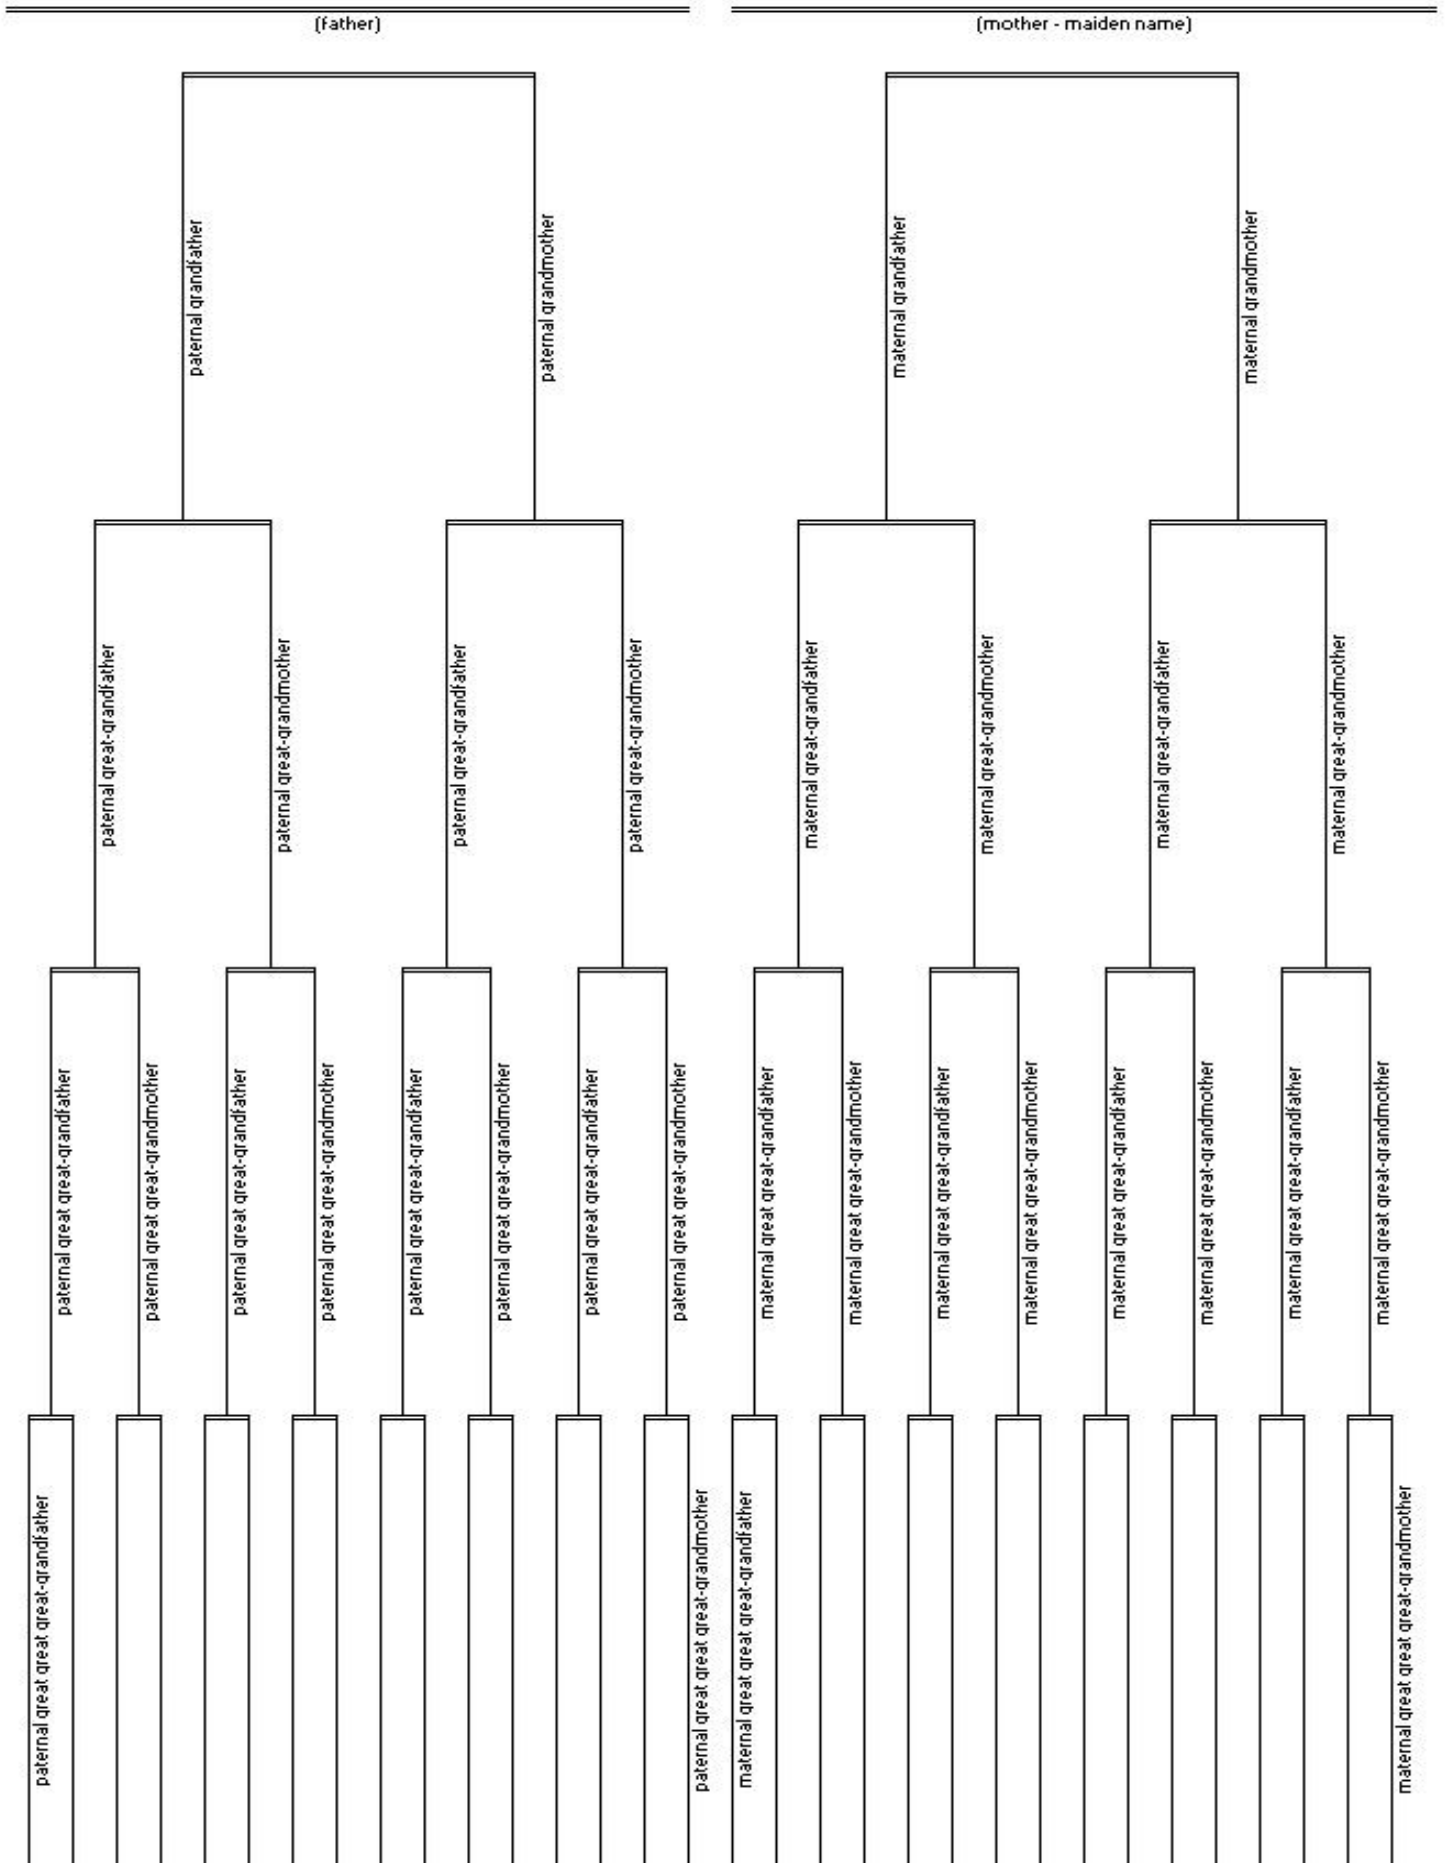 (father)
(mother - maiden name)
paternal grandfather
paternal grandmother
maternal grandfather
maternal grandmother
paternal great-grandfather
paternal great-grandmother
paternal great-grandfather
paternal great-grandmother
maternal great-grandfather
maternal great-grandmother
maternal great-grandfather
maternal great-grandmother
paternal great great-grandfather
paternal great great-grandmother
paternal great great-grandfather
paternal great great-grandmother
paternal great great-grandfather
paternal great great-grandmother
paternal great great-grandfather
paternal great great-grandmother
maternal great great-grandfather
maternal great great-grandmother
maternal great great-grandfather
maternal great great-grandmother
maternal great great-grandfather
maternal great great-grandmother
maternal great great-grandfather
maternal great great-grandmother
paternal great great great-grandfather
paternal great great great-grandmother
maternal great great great-grandfather
maternal great great great-grandmother